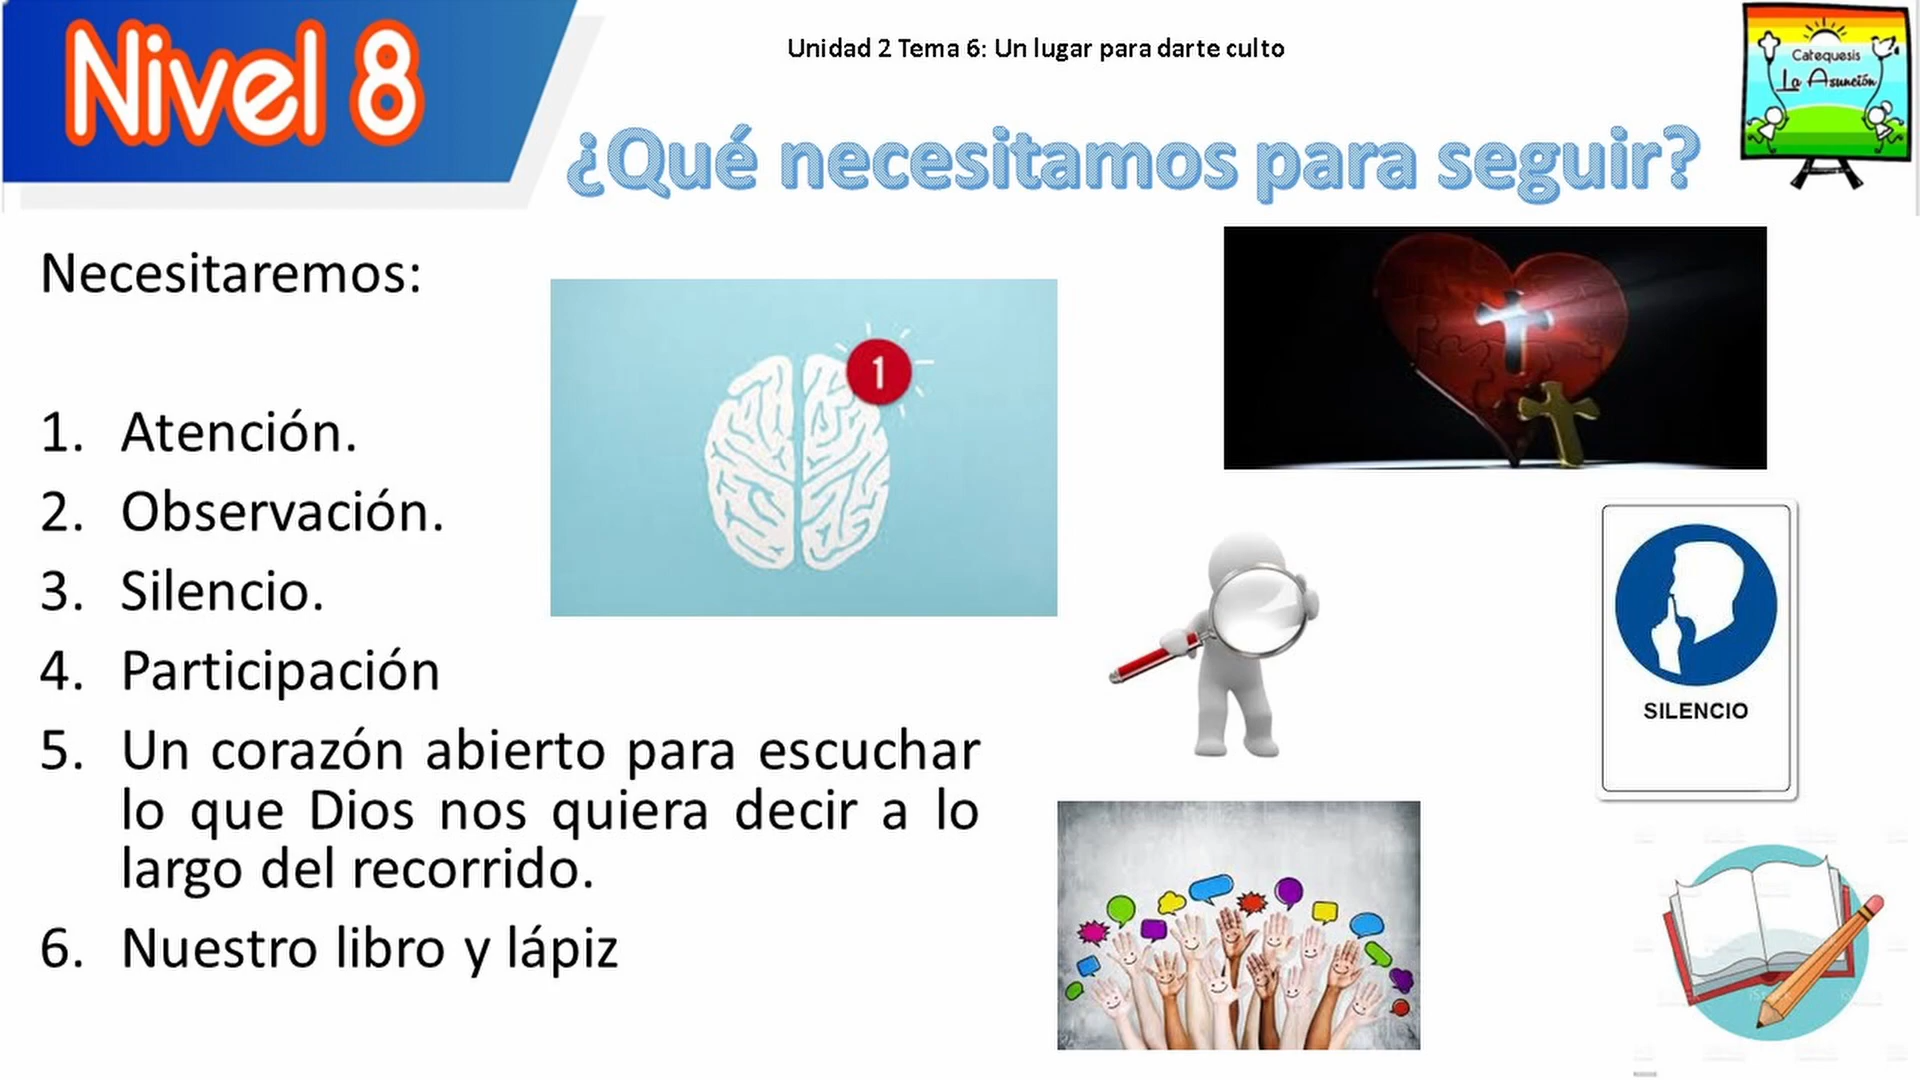 Nivel 8
Unidad 2 Tema 6: Un lugar para darte culto
Catequesis
La Asunción
¿Qué necesitamos para seguir?
Necesitaremos:
1. Atención.
2. Observación.
3. Silencio.
4. Participación
5. Un corazón abierto para escuchar
lo que Dios nos quiera decir a lo
largo del recorrido.
6. Nuestro libro y lápiz
1
SILENCIO